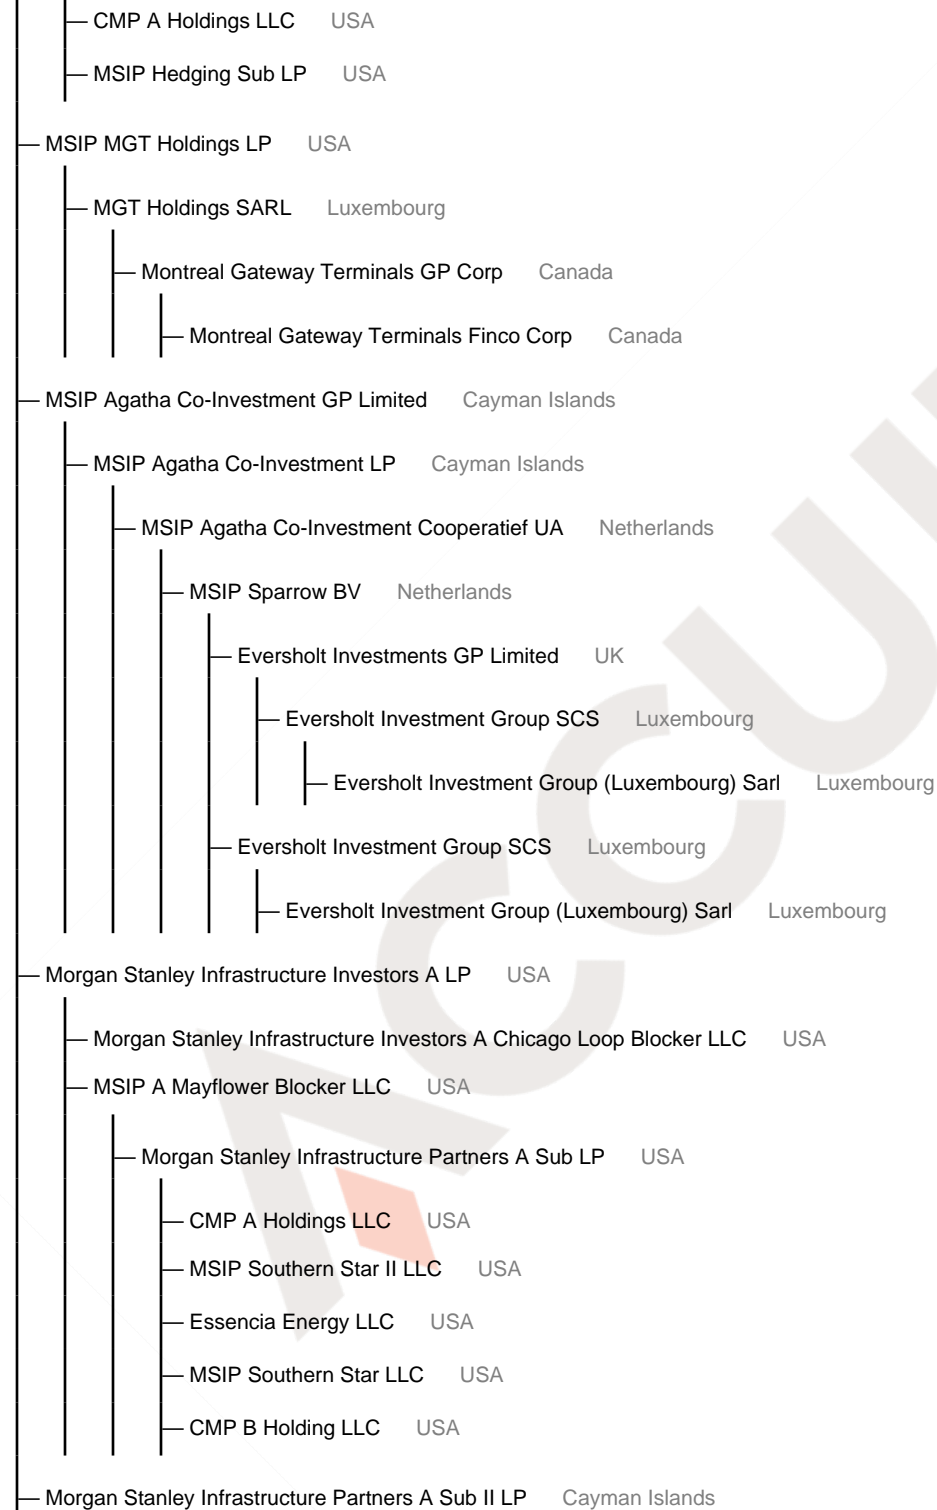 CMP A Holdings LLC USA
MSIP Hedging Sub LP USA
MSIP MGT Holdings LP USA
MGT Holdings SARL Luxembourg
Montreal Gateway Terminals GP Corp Canada
Montreal Gateway Terminals Finco Corp Canada
MSIP Agatha Co-Investment GP Limited Cayman Islands
MSIP Agatha Co-Investment LP Cayman Islands
MSIP Agatha Co-Investment Cooperatief UA Netherlands
MSIP Sparrow BV Netherlands
Eversholt Investments GP Limited UK
Eversholt Investment Group SCS Luxembourg
Eversholt Investment Group (Luxembourg) Sarl Luxembourg
Eversholt Investment Group SCS Luxembourg
Eversholt Investment Group (Luxembourg) Sarl Luxembourg
Morgan Stanley Infrastructure Investors A LP USA
Morgan Stanley Infrastructure Investors A Chicago Loop Blocker LLC USA
MSIP A Mayflower Blocker LLC USA
Morgan Stanley Infrastructure Partners A Sub LP USA
CMP A Holdings LLC USA
MSIP Southern Star II LLC USA
Essencia Energy LLC USA
MSIP Southern Star LLC USA
CMP B Holding LLC USA
Morgan Stanley Infrastructure Partners A Sub II LP Cayman Islands